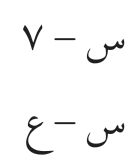 س – ٧
س – ع